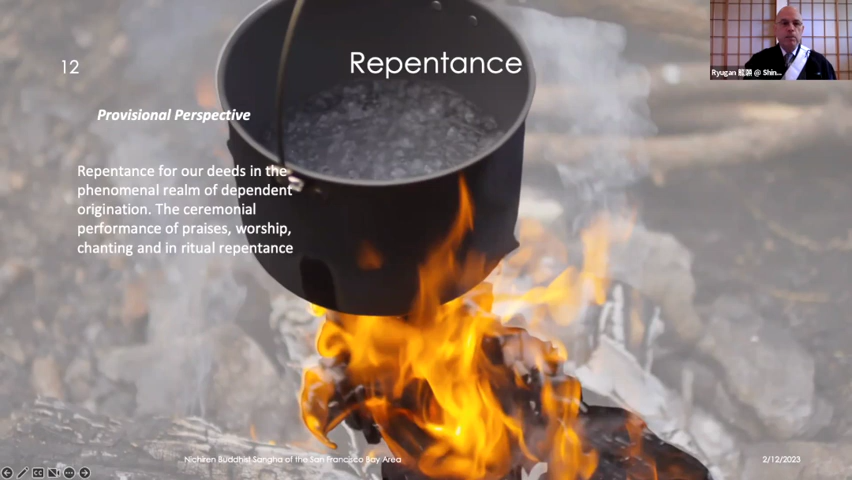 Ryugan 龍願 @ Shin...
12
Repentance
Provisional Perspective
Repentance for our deeds in the
phenomenal realm of dependent
origination. The ceremonial
performance of praises, worship,
chanting and in ritual repentance
Nichiren Buddhist Sangha of the San Francisco Bay Area
2/12/2023